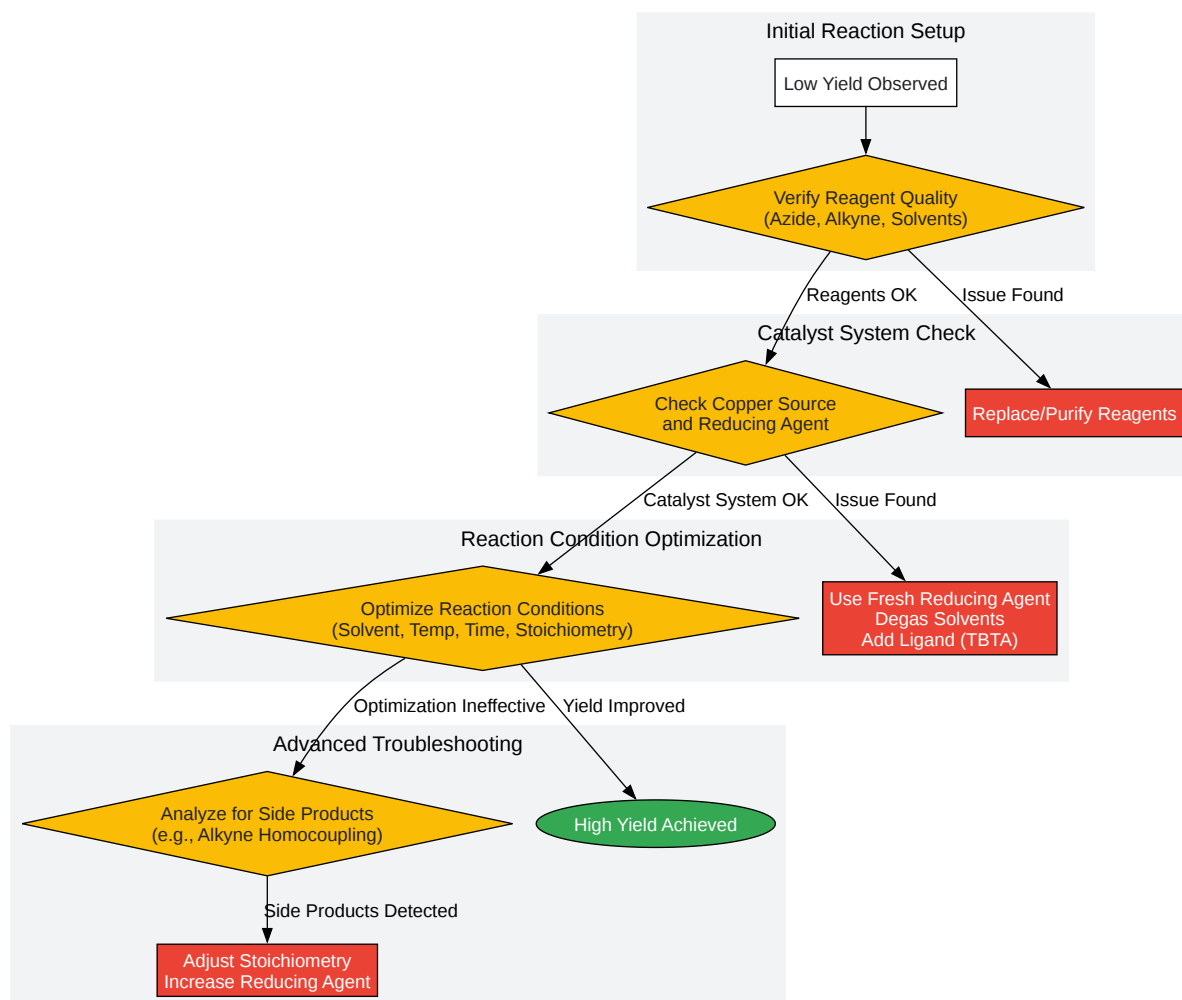 Initial Reaction Setup
Low Yield Observed
Verify Reagent Quality
(Azide, Alkyne, Solvents)
Reagents OK
Issue Found
Catalyst System Check
Check Copper Source
and Reducing Agent
Replace/Purify Reagents
Catalyst System OK
Issue Found
Reaction Condition Optimization
Optimize Reaction Conditions
(Solvent, Temp, Time, Stoichiometry)
Use Fresh Reducing Agent
Degas Solvents
Add Ligand (TBTA)
Optimization Ineffective
Yield Improved
Advanced Troubleshooting
Analyze for Side Products
(e.g., Alkyne Homocoupling)
High Yield Achieved
Side Products Detected
Adjust Stoichiometry
Increase Reducing Agent